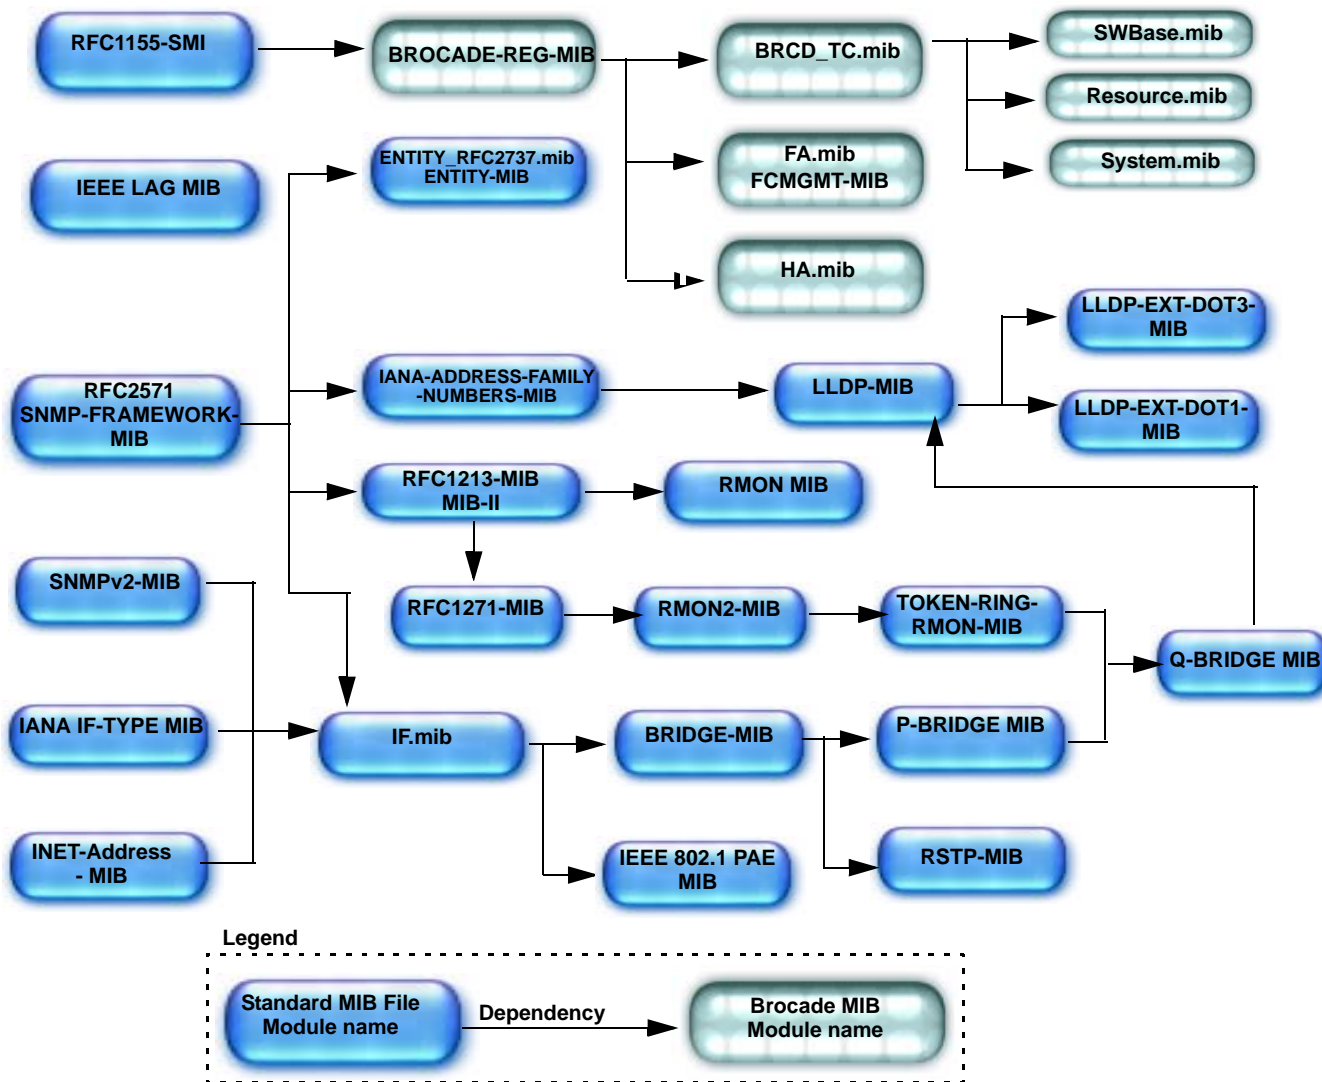 RFC1155-SMI
BROCADE-REG-MIB
BRCD_TC.mib
SWBase.mib
Resource.mib
System.mib
IEEE LAG MIB
ENTITY_RFC2737.mib
ENTITY-MIB
FA.mib
FCMGMT-MIB
HA.mib
LLDP-EXT-DOT3-
MIB
RFC2571
SNMP-FRAMEWORK-
MIB
IANA-ADDRESS-FAMILY
-NUMBERS-MIB
LLDP-MIB
LLDP-EXT-DOT1-
MIB
RFC1213-MIB
MIB-II
RMON MIB
SNMPv2-MIB
RFC1271-MIB
RMON2-MIB
TOKEN-RING-
RMON-MIB
Q-BRIDGE MIB
IANA IF-TYPE MIB
IF.mib
BRIDGE-MIB
P-BRIDGE MIB
INET-Address
- MIB
IEEE 802.1 PAE
MIB
RSTP-MIB
Legend
Standard MIB File
Module name
Dependency
Brocade MIB
Module name